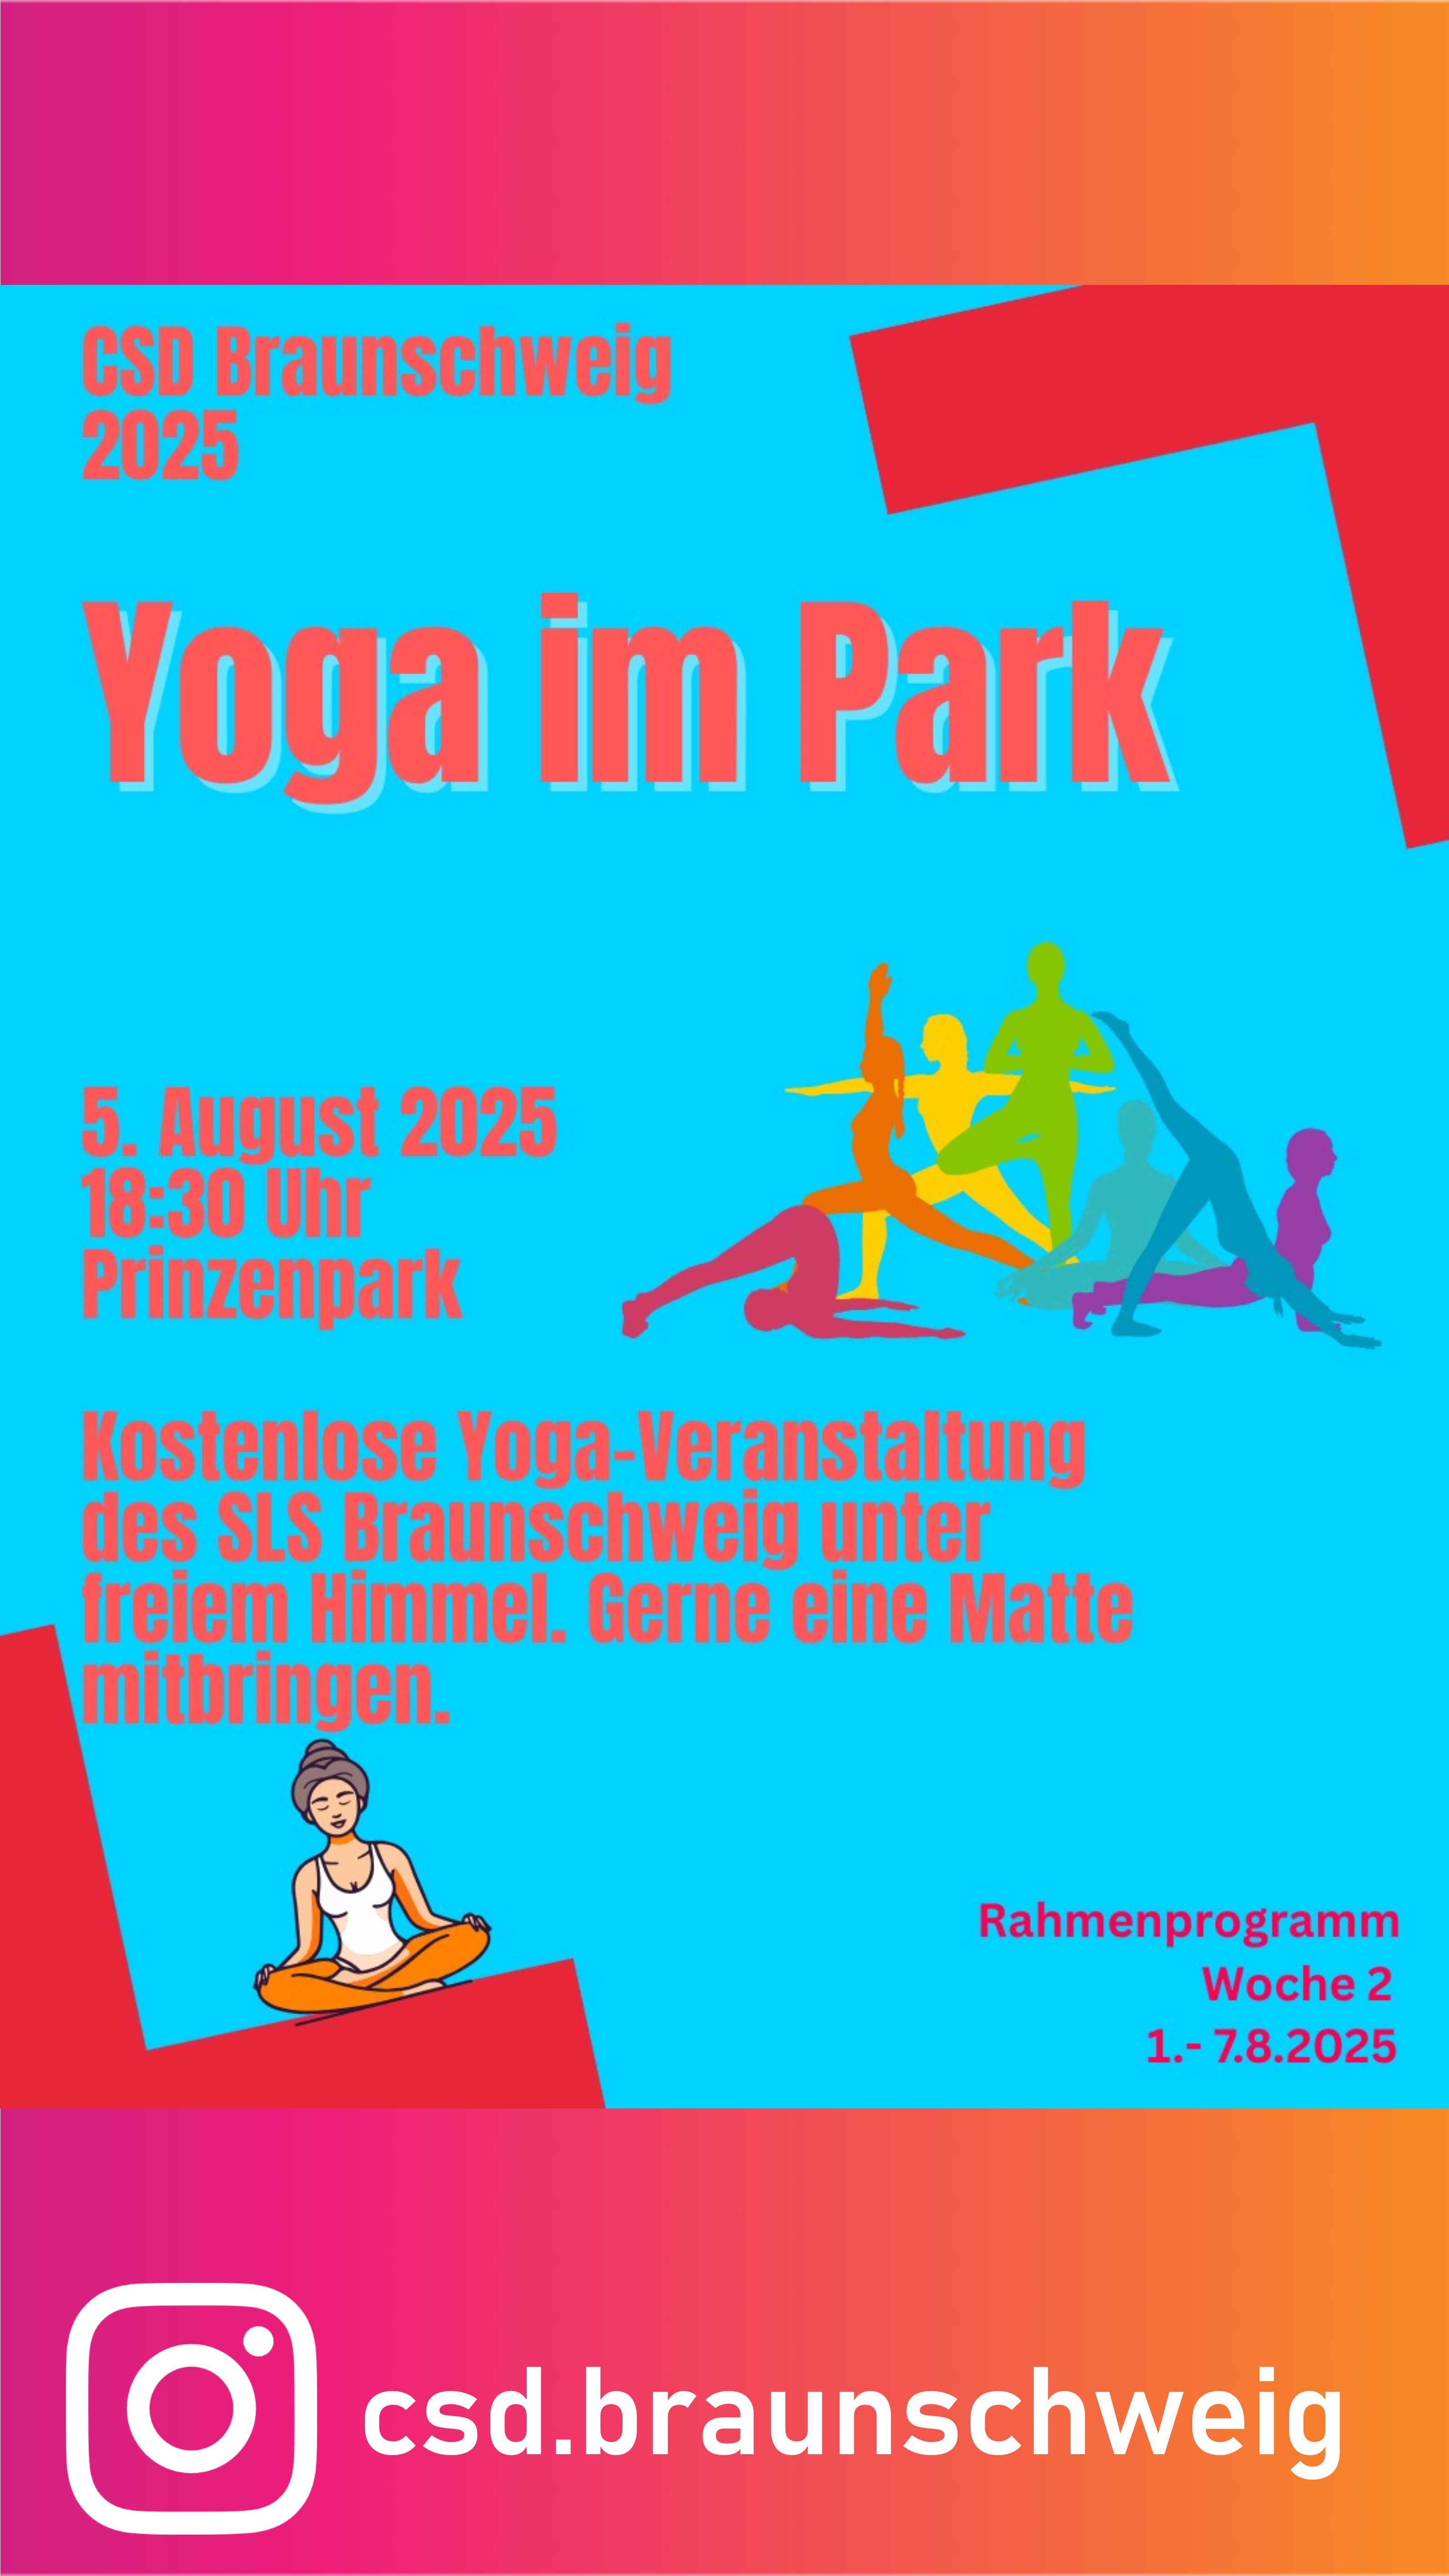 CSD Braunschweig
2025
Yoga im Park
5. August 2025
18:30 Uhr
Prinzenpark
Kostenlose Yoga-Veranstaltung
des SLS Braunschweig unter
freiem Himmel. Gerne eine Matte
mitbringen.
Rahmenprogramm
Woche 2
1.- 7.8.2025
csd.braunschweig